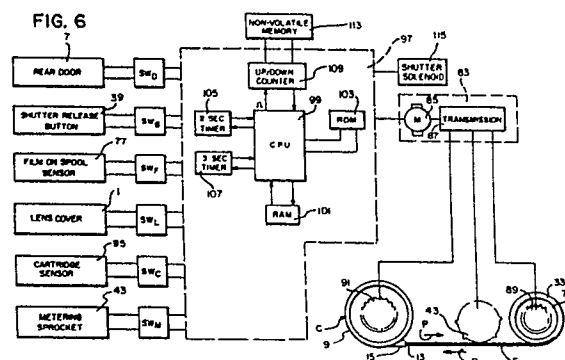 FIG. 6
NON-VOLATILE MEMORY
113
97
115
SHUTTER SOLENOID
7
REAR DOOR
SWD
UP/DOWN COUNTER
109
83
39
SHUTTER RELEASE BUTTON
SWS
105
2 SEC TIMER
99
CPU
103
ROM
85
M
87
TRANSMISSION
77
FILM ON SPOOL SENSOR
SWF
3 SEC TIMER
107
1
LENS COVER
SWL
RAM
101
95
CARTRIDGE SENSOR
SWC
91
89
33
7
43
METERING SPROCKET
SWM
C
9
P
43
15
13
13
F